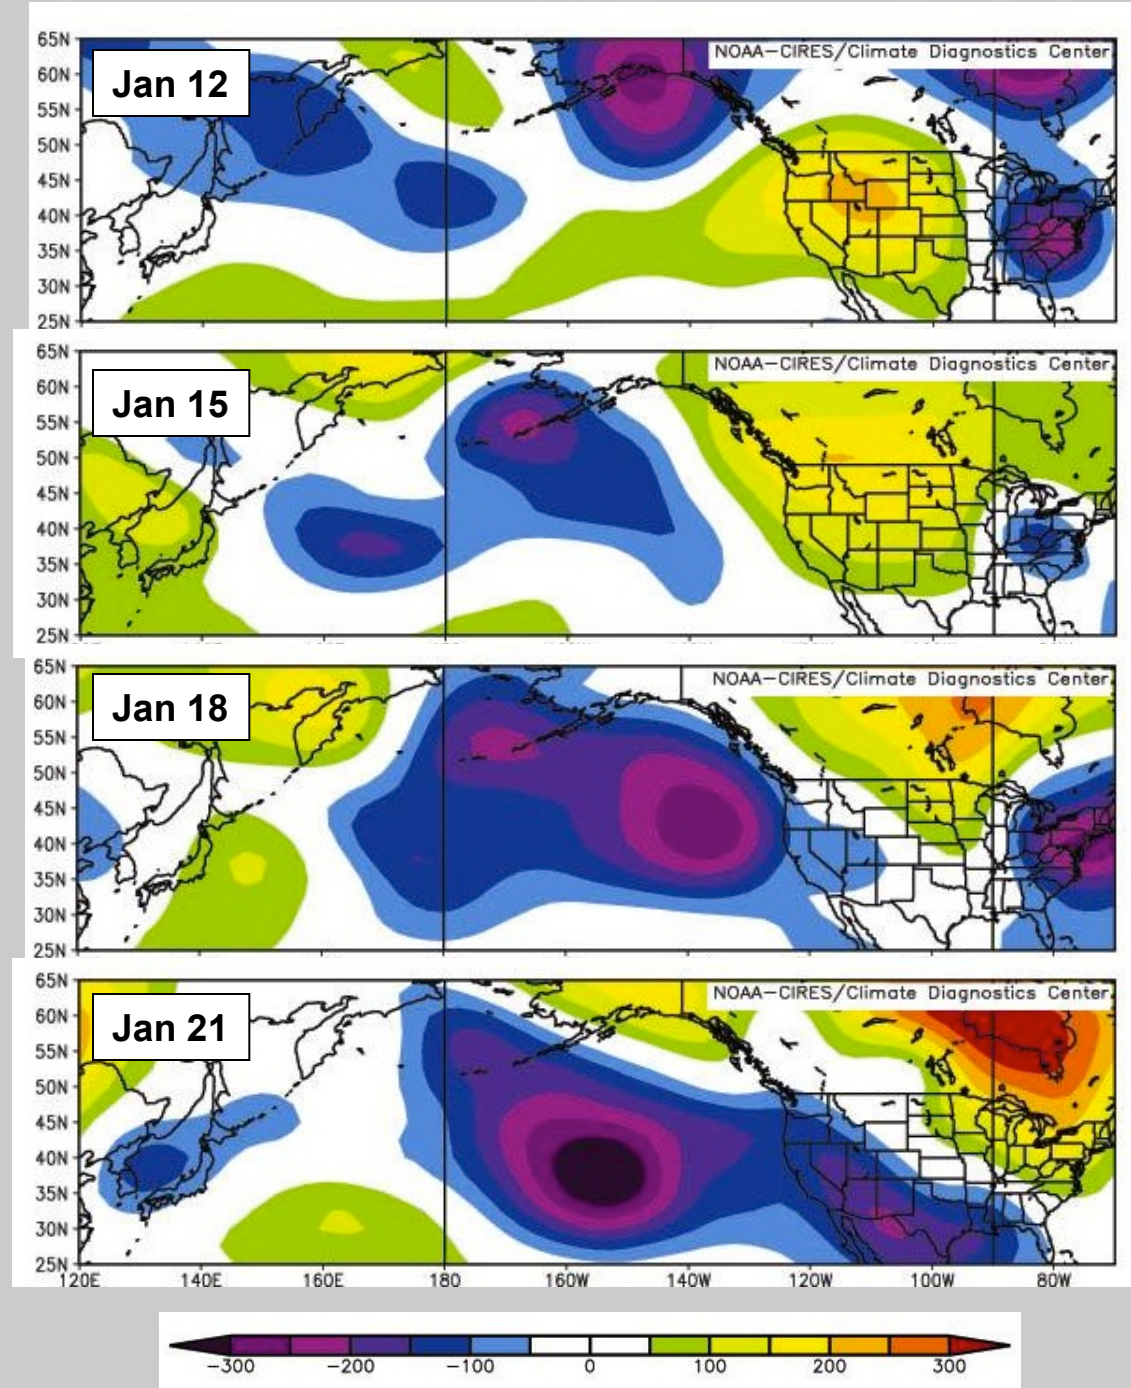 65N
NOAA-CIRES/Climate Diagnostics Center
60N
Jan 12
55N
50N
45N
40N
35N
30N
25N
65N
NOAA-CIRES/Climate Diagnostics Center
60N
Jan 15
55N
50N
45N
40N
35N
30N
25N
65N
NOAA-CIRES/Climate Diagnostics Center
60N
Jan 18
55N
50N
45N
40N
35N
30N
25N
65N
NOAA-CIRES/Climate Diagnostics Center
60N
Jan 21
55N
50N
45N
40N
35N
30N
25N
120E 140E 160E 180 160W 140W 120W 100W 80W
-300 -200 -100 0 100 200 300